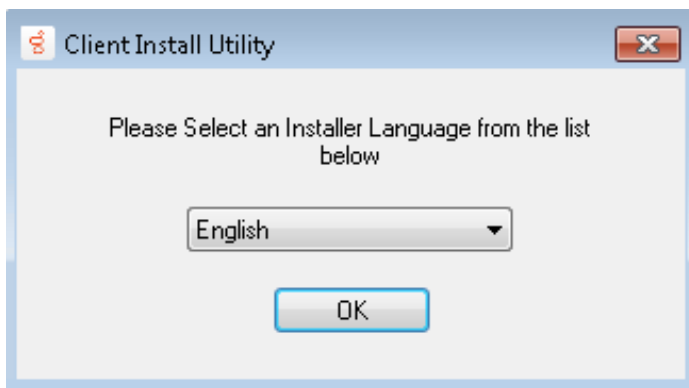 Client Install Utility
Please Select an Installer Language from the list
below
English
OK